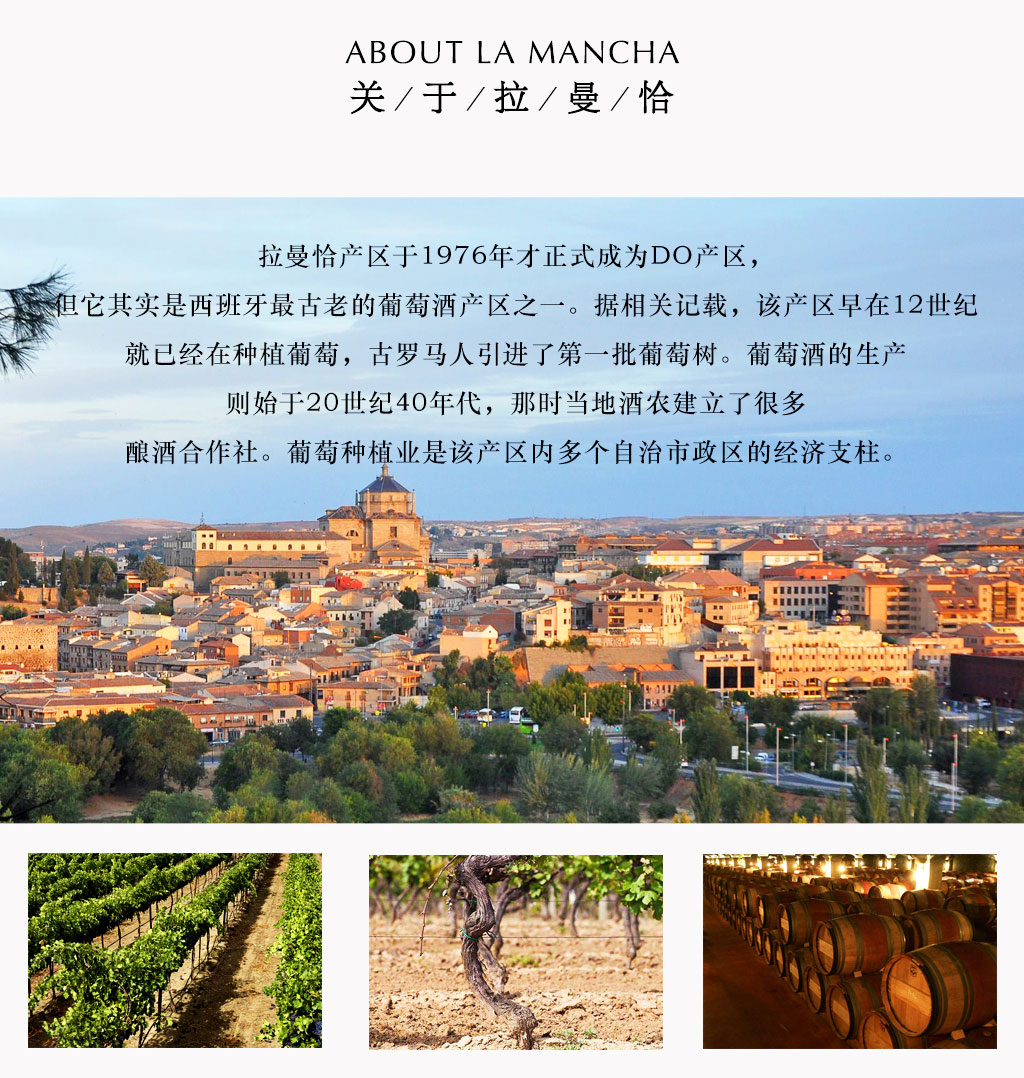 ABOUT LA MANCHA
关/于/拉/曼/恰
拉曼恰产区于1976年才正式成为DO产区，
但它其实是西班牙最古老的葡萄酒产区之一。据相关记载，该产区早在12世纪
就已经在种植葡萄，古罗马人引进了第一批葡萄树。葡萄酒的生产
则始于20世纪40年代，那时当地酒农建立了很多
酿酒合作社。葡萄种植业是该产区内多个自治市政区的经济支柱。